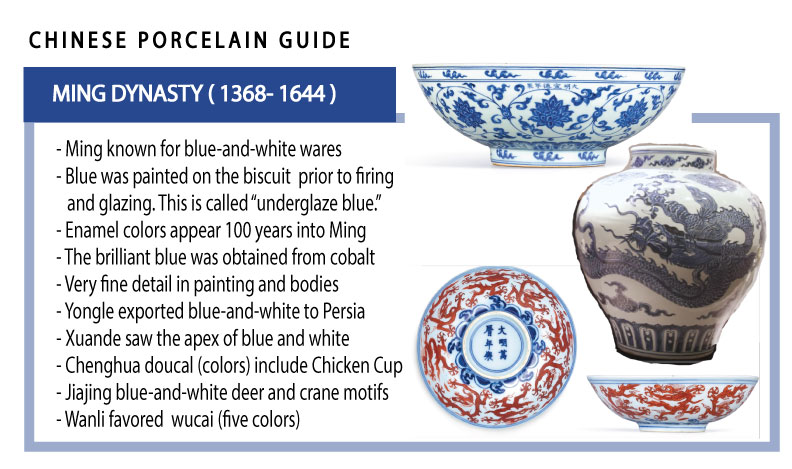 CHINESE PORCELAIN GUIDE
MING DYNASTY ( 1368- 1644 )
- Ming known for blue-and-white wares
- Blue was painted on the biscuit prior to firing
and glazing. This is called “underglaze blue.”
- Enamel colors appear 100 years into Ming
- The brilliant blue was obtained from cobalt
- Very fine detail in painting and bodies
- Yongle exported blue-and-white to Persia
- Xuande saw the apex of blue and white
- Chenghua doucal (colors) include Chicken Cup
- Jiajing blue-and-white deer and crane motifs
- Wanli favored wucai (five colors)
大明萬
曆年製